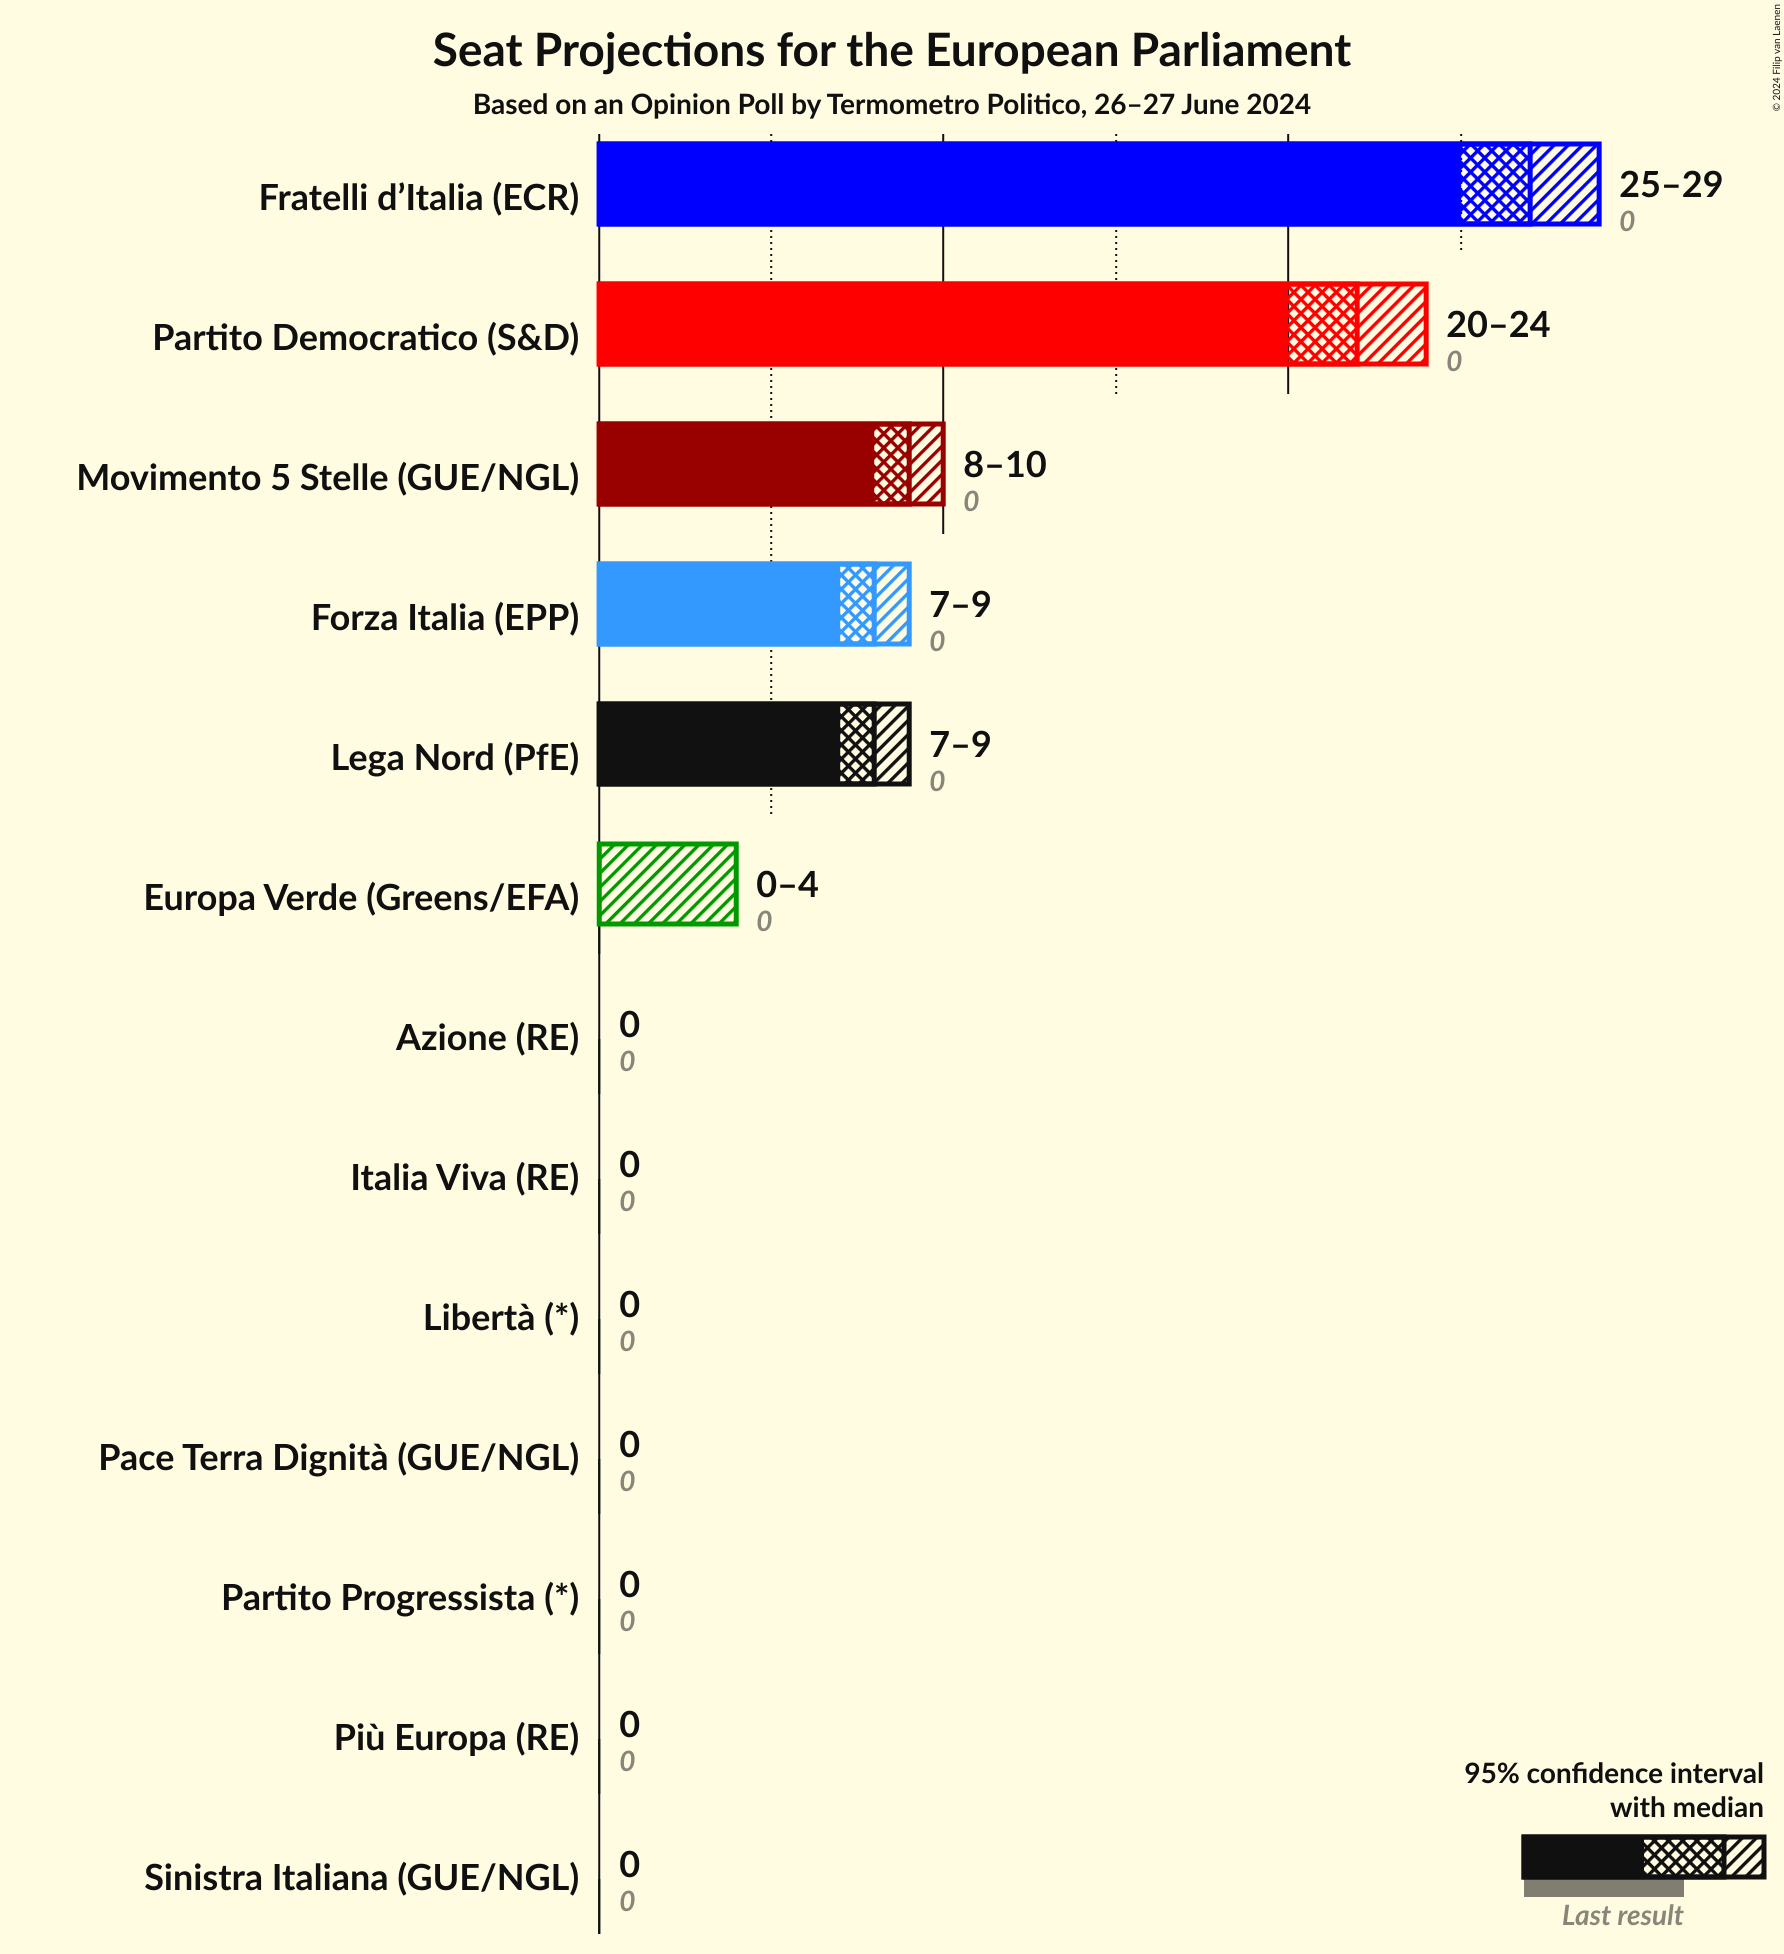 Seat Projections for the European Parliament
Based on an Opinion Poll by Termometro Politico, 26–27 June 2024
© 2024 Filip van Laenen
Fratelli d’Italia (ECR)
25–29
0
Partito Democratico (S&D)
20–24
0
Movimento 5 Stelle (GUE/NGL)
8–10
0
Forza Italia (EPP)
7–9
0
Lega Nord (PfE)
7–9
0
Europa Verde (Greens/EFA)
0–4
0
Azione (RE)
0
0
Italia Viva (RE)
0
0
Libertà (*)
0
0
Pace Terra Dignità (GUE/NGL)
0
0
Partito Progressista (*)
0
0
Più Europa (RE)
0
0
Sinistra Italiana (GUE/NGL)
0
0
95% confidence interval
with median
Last result